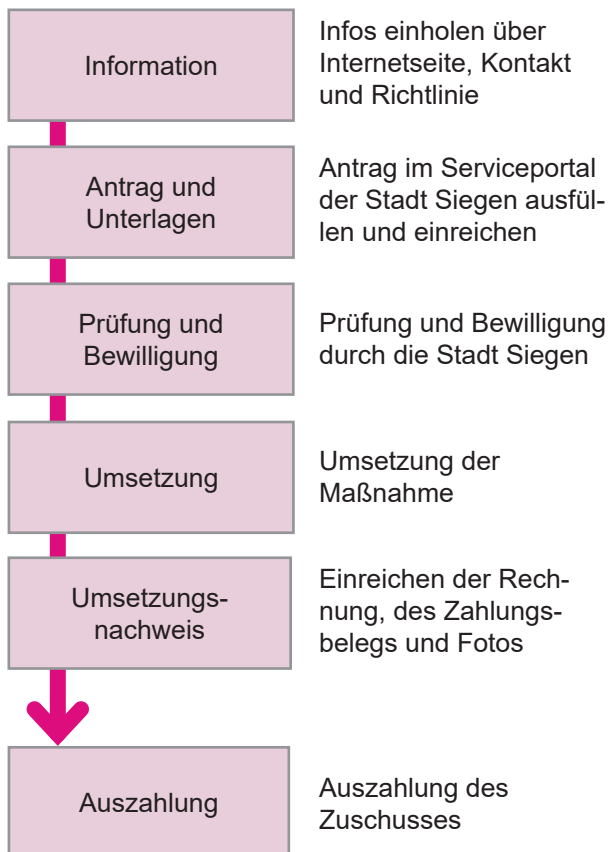 Information
Infos einholen über
Internetseite, Kontakt
und Richtlinie
Antrag und
Unterlagen
Antrag im Serviceportal
der Stadt Siegen ausfül-
len und einreichen
Prüfung und
Bewilligung
Prüfung und Bewilligung
durch die Stadt Siegen
Umsetzung
Umsetzung der
Maßnahme
Umsetzungs-
nachweis
Einreichen der Rech-
nung, des Zahlungs-
belegs und Fotos
Auszahlung
Auszahlung des
Zuschusses